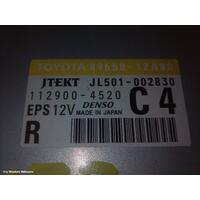 TOYOTA 89650-12A80
JTEKT JL501-002830
112900-4520 DENSO C4
EPS 12V MADE IN JAPAN
R